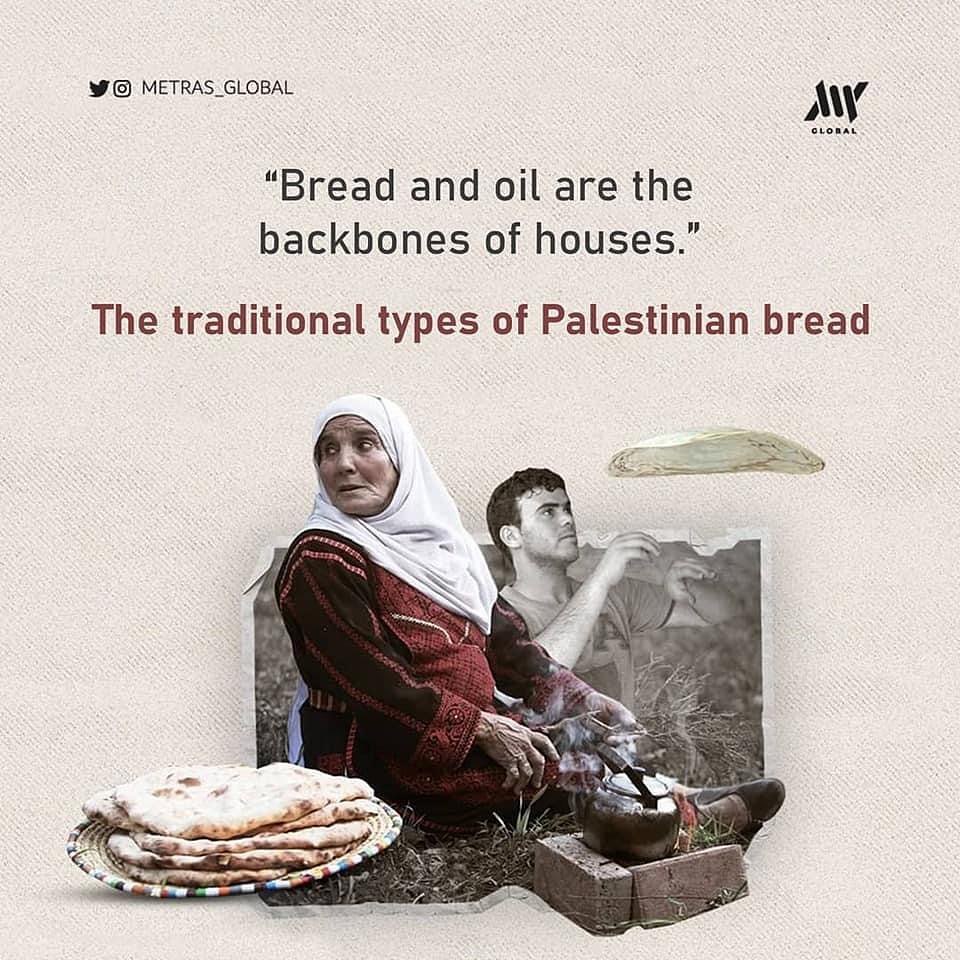 METRAS_GLOBAL
GLOBAL
“Bread and oil are the
backbones of houses.”
The traditional types of Palestinian bread